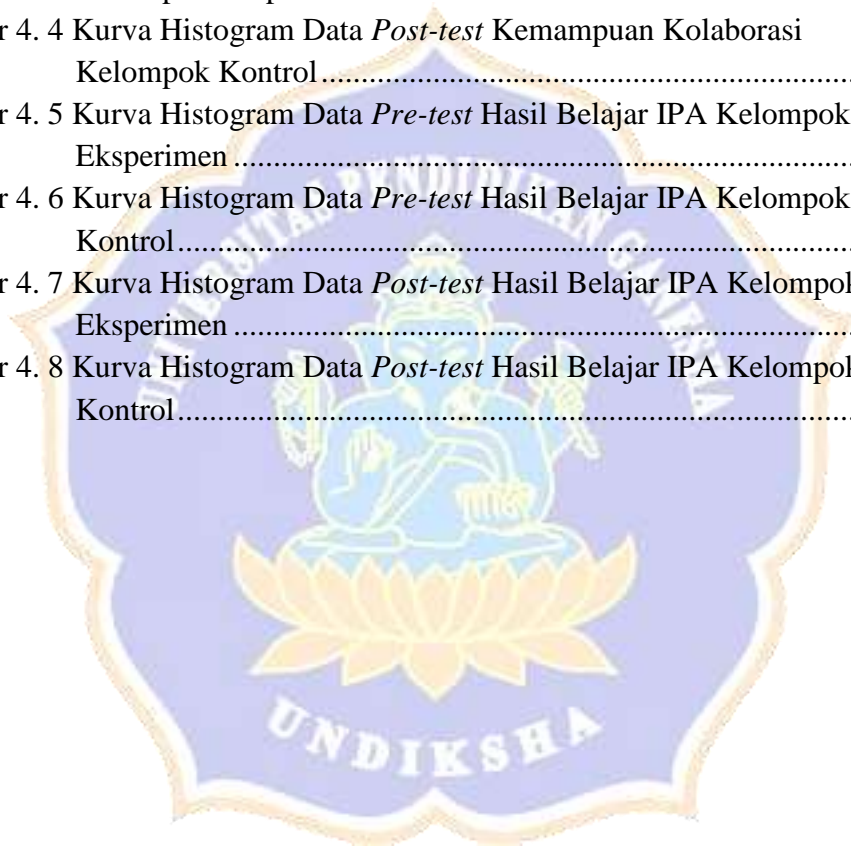 r 4. 4 Kurva Histogram Data Post-test Kemampuan Kolaborasi
Kelompok Kontrol........................................................................
r 4. 5 Kurva Histogram Data Pre-test Hasil Belajar IPA Kelompok
Eksperimen ................................................................................
r 4. 6 Kurva Histogram Data Pre-test Hasil Belajar IPA Kelompok
Kontrol......................................................................................
r 4. 7 Kurva Histogram Data Post-test Hasil Belajar IPA Kelompok
Eksperimen ................................................................................
r 4. 8 Kurva Histogram Data Post-test Hasil Belajar IPA Kelompok
Kontrol......................................................................................
UNIVERSITAS PENDIDIKAN GANESHA
UNDIKSHA